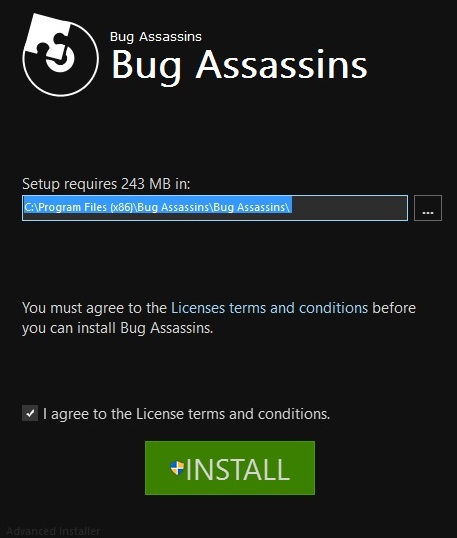 Bug Assassins
Bug Assassins
Setup requires 243 MB in:
C:\Program Files (x86)\Bug Assassins\Bug Assassins\
...
You must agree to the Licenses terms and conditions before
you can install Bug Assassins.
I agree to the License terms and conditions.
INSTALL
Advanced Installer